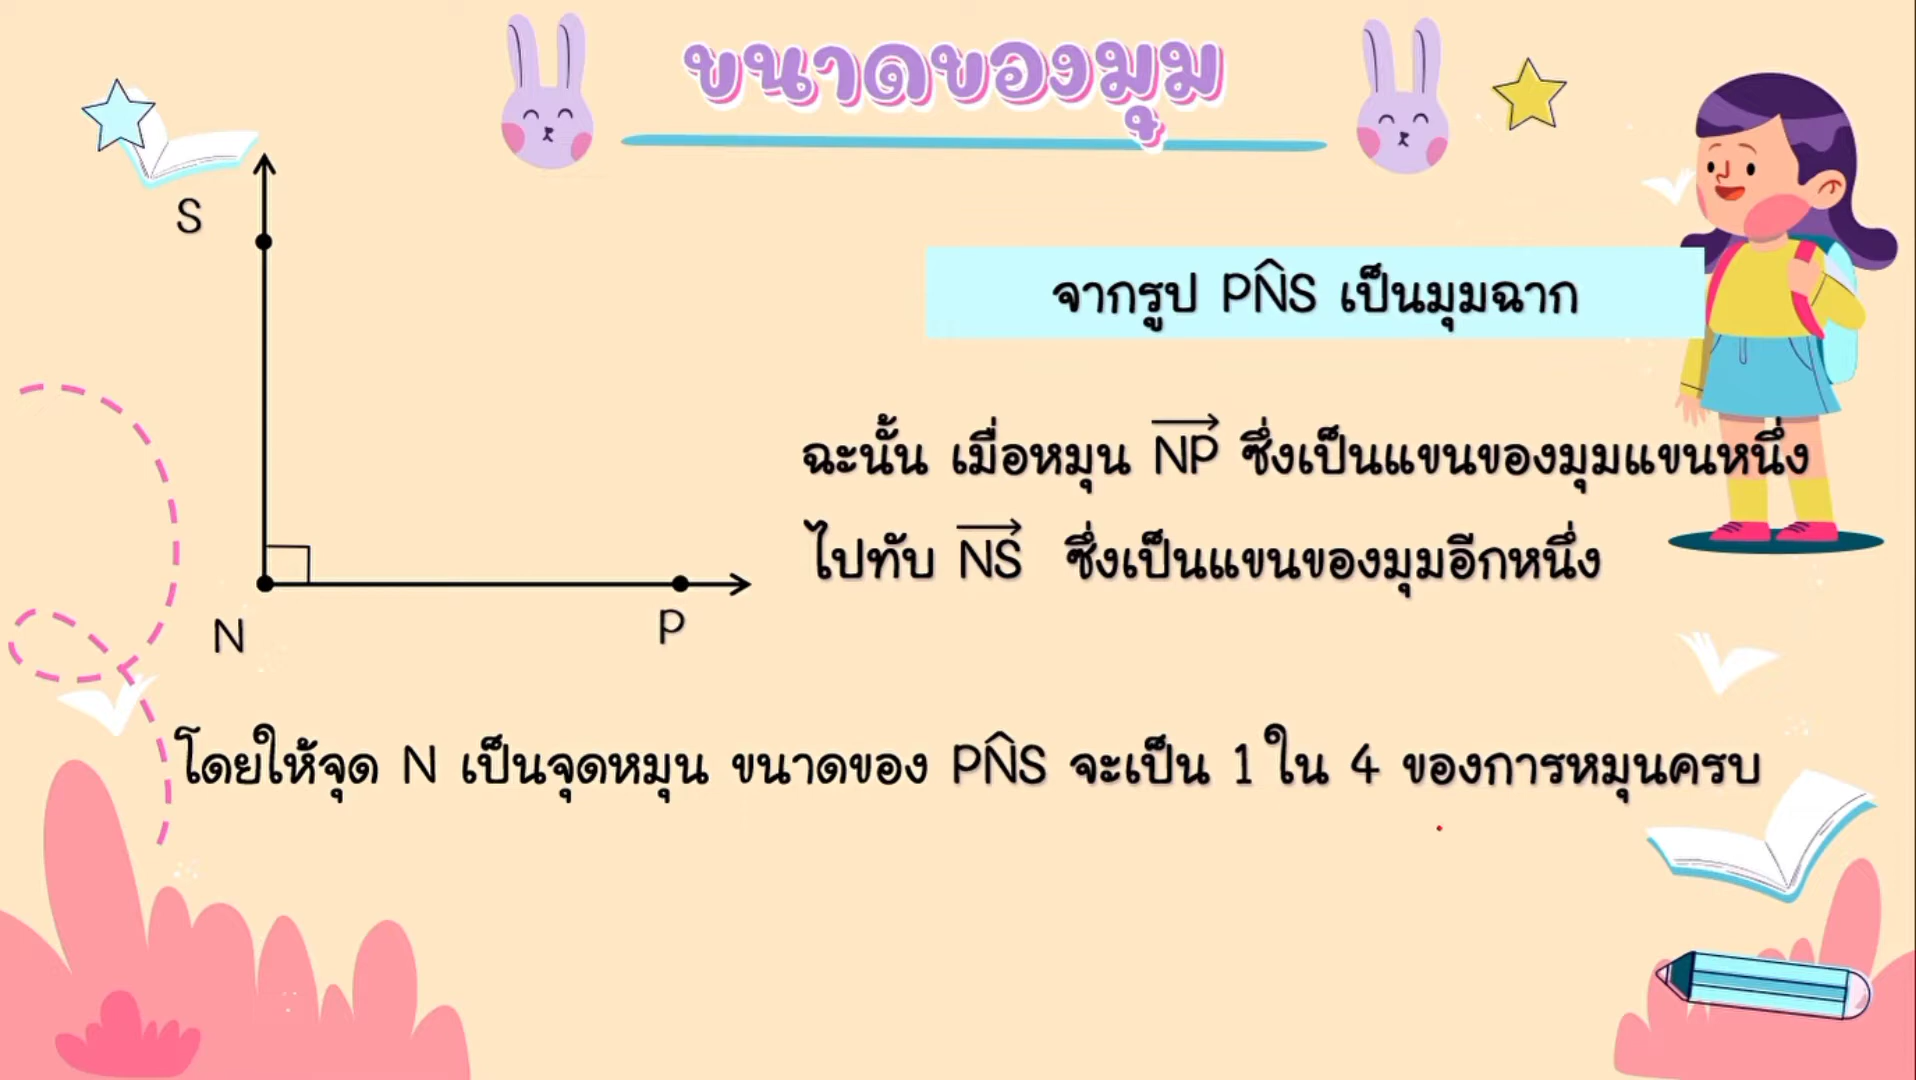 ขนาดของมุม
S
จากรูป PN̂S เป็นมุมฉาก
ฉะนั้น เมื่อหมุน NP⃗ ซึ่งเป็นแขนของมุมแขนหนึ่ง
ไปทับ NS⃗ ซึ่งเป็นแขนของมุมอีกหนึ่ง
N
P
โดยให้จุด N เป็นจุดหมุน ขนาดของ PN̂S จะเป็น 1 ใน 4 ของการหมุนครบ